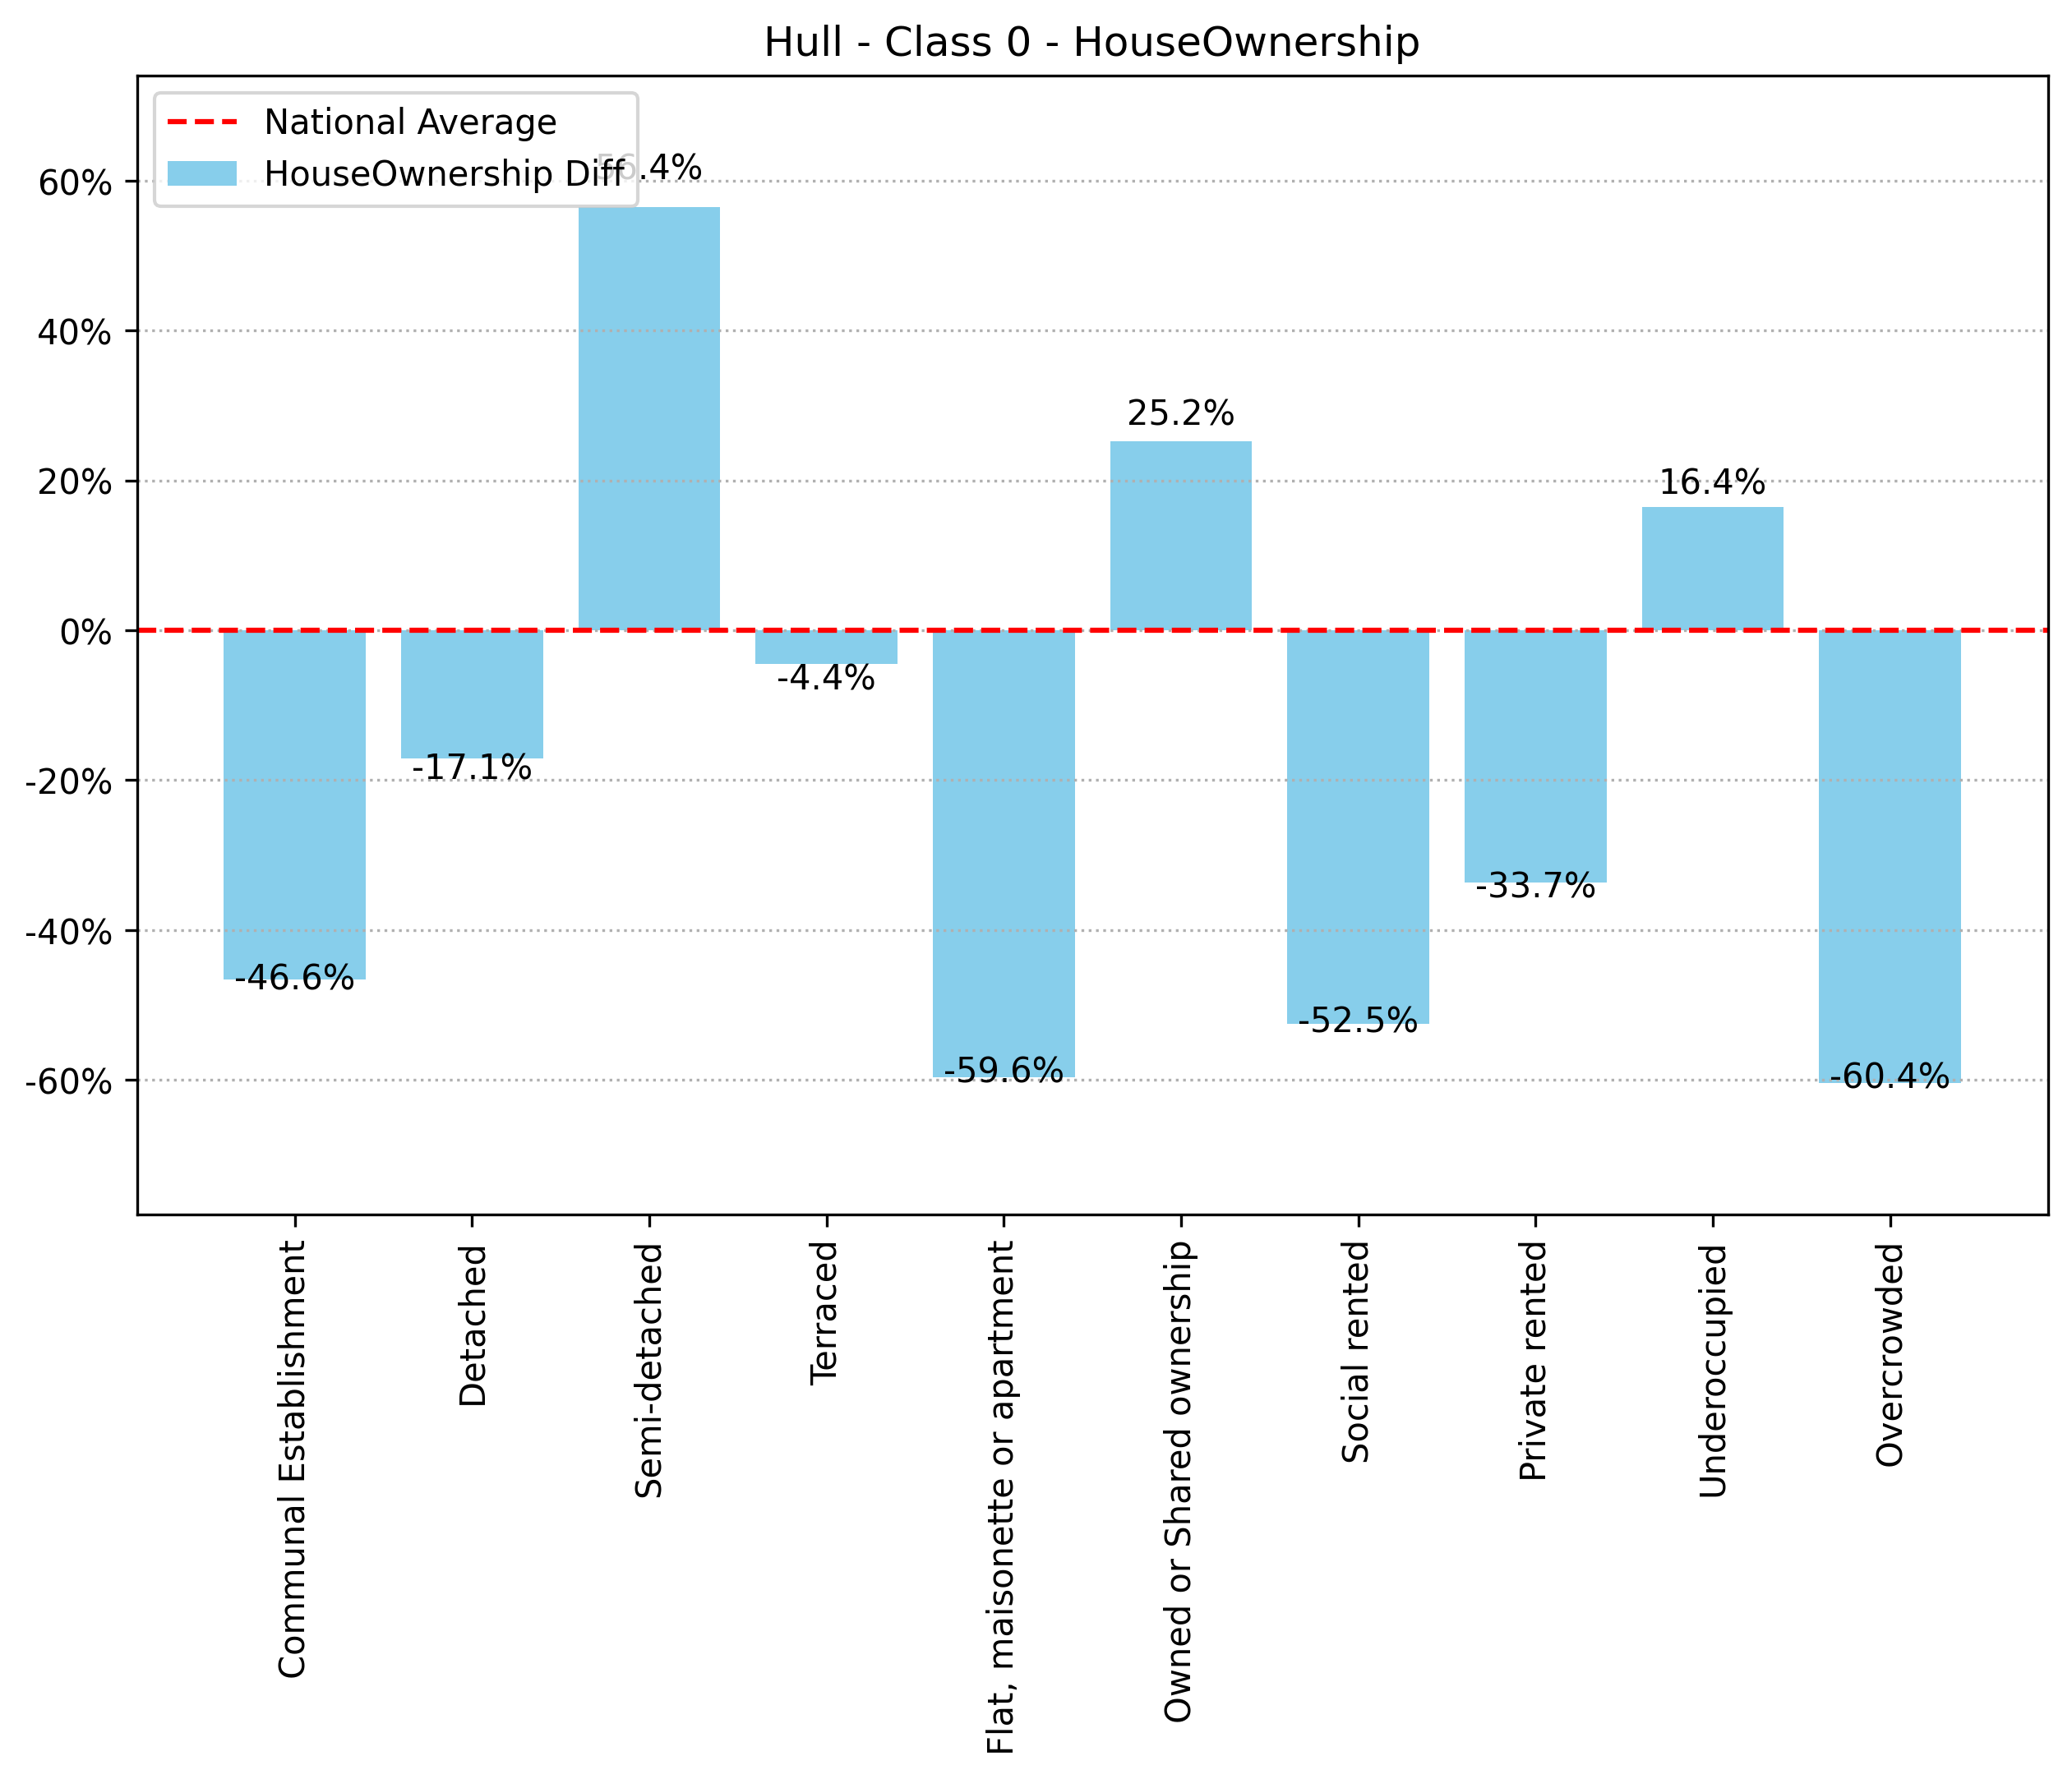 Hull - Class 0 - HouseOwnership
National Average
HouseOwnership Diff
60%
40%
20%
0%
-20%
-40%
-60%
-46.6%
-17.1%
56.4%
-4.4%
-59.6%
25.2%
-52.5%
-33.7%
16.4%
-60.4%
Communal Establishment
Detached
Semi-detached
Terraced
Flat, maisonette or apartment
Owned or Shared ownership
Social rented
Private rented
Underoccupied
Overcrowded